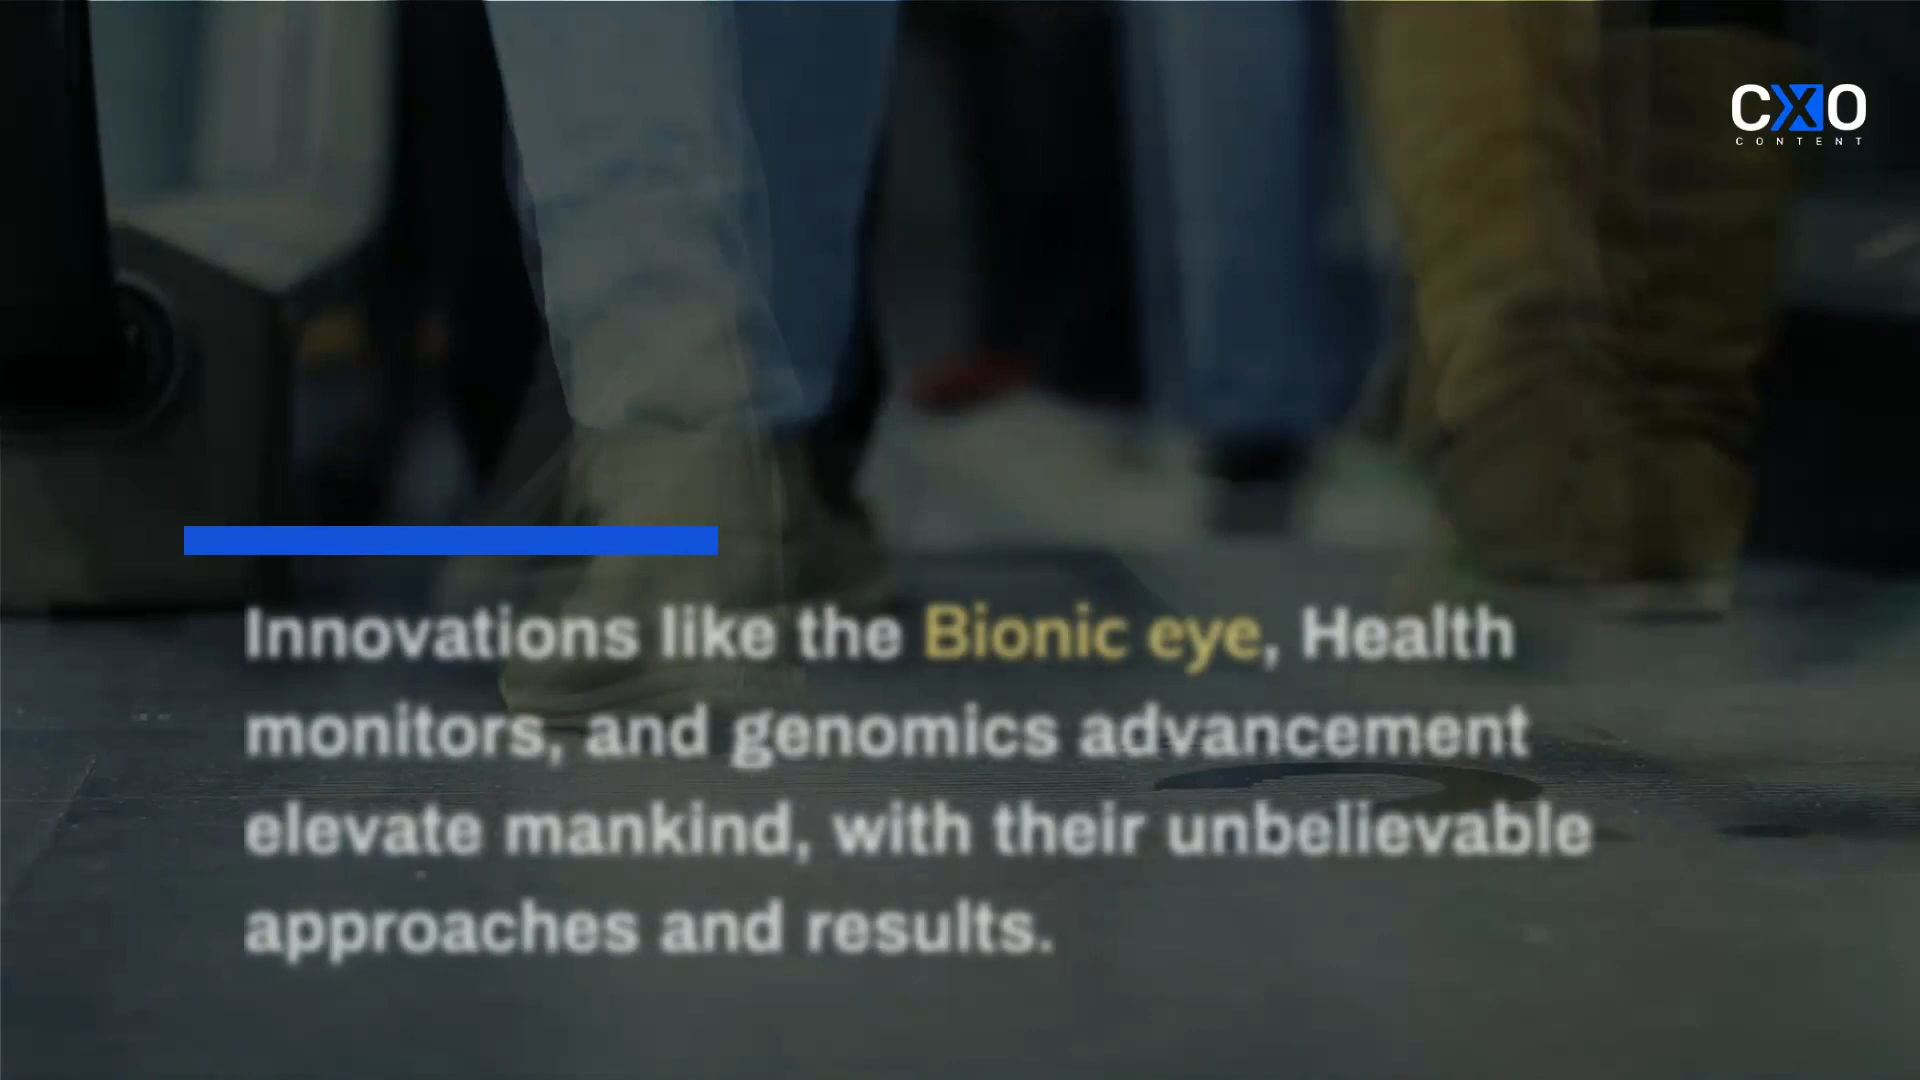 CXO
CONTENT
Innovations like the Bionic eye, Health
monitors, and genomics advancement
elevate mankind, with their unbelievable
approaches and results.